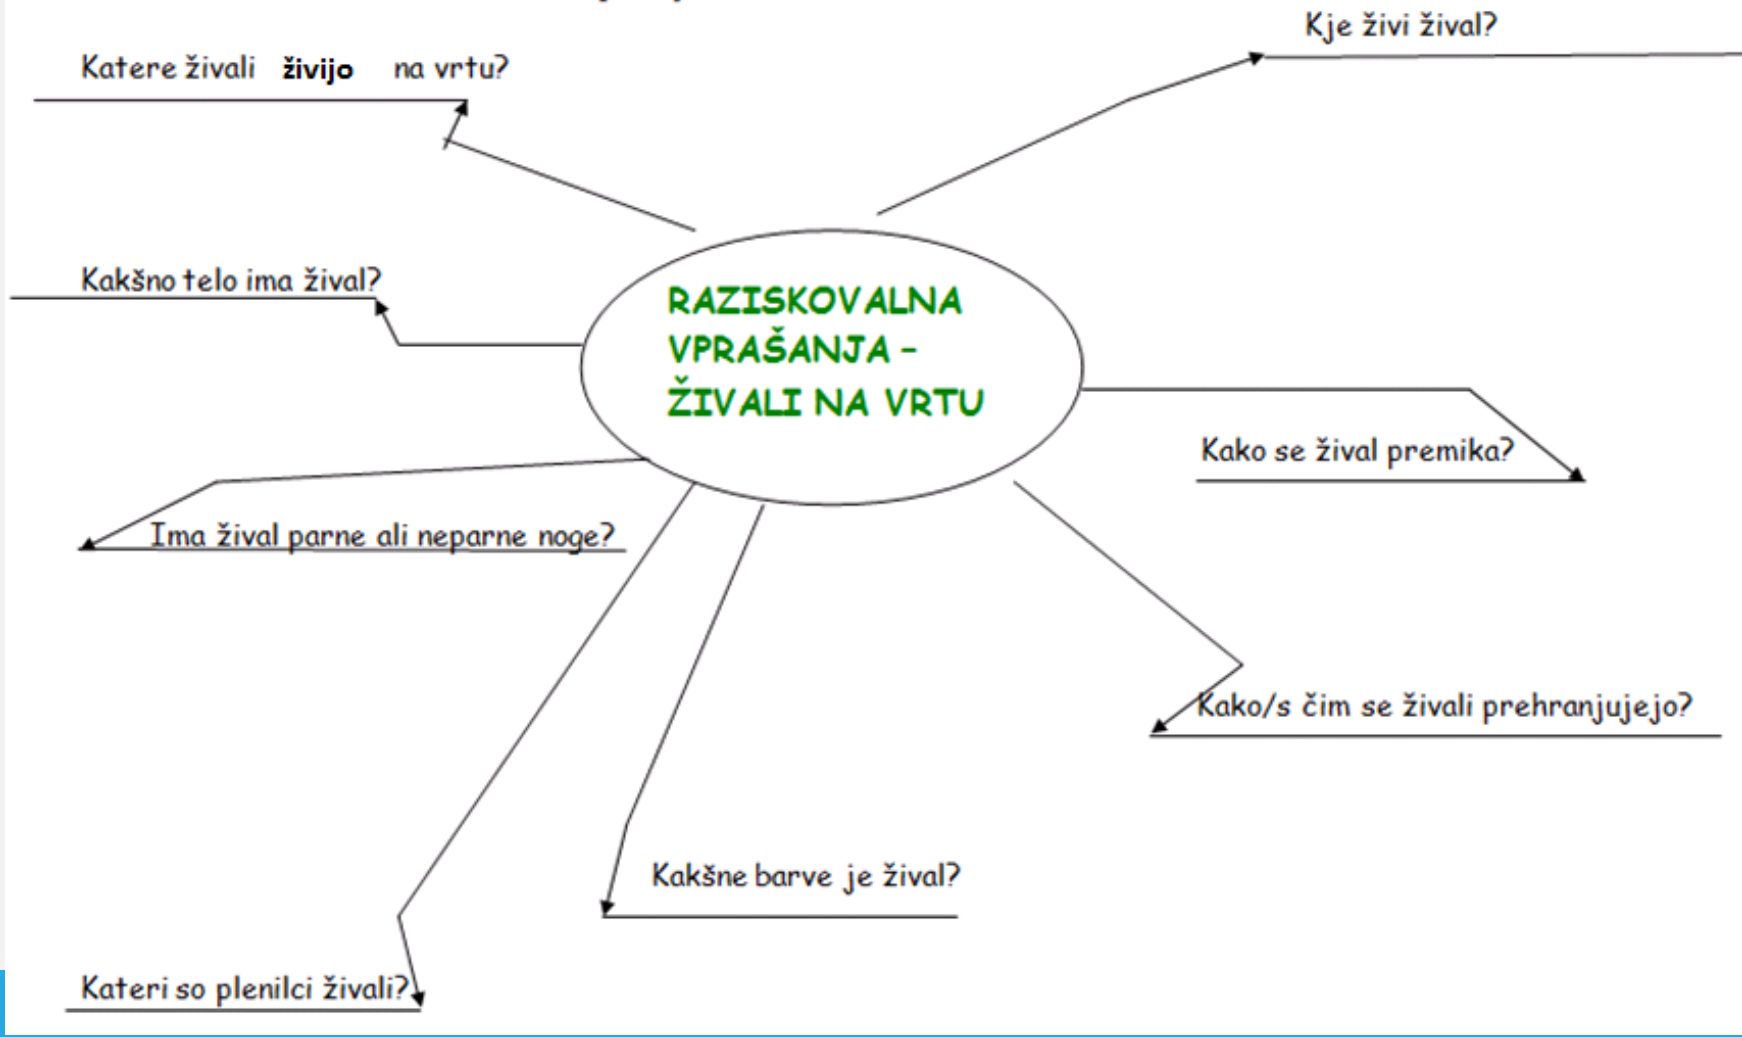 Katere živali živijo na vrtu?
Kje živi žival?
Kakšno telo ima žival?
RAZISKOVALNA
VPRAŠANJA –
ŽIVALI NA VRTU
Kako se žival premika?
Ima žival parne ali neparne noge?
Kako/s čim se živali prehranjujejo?
Kakšne barve je žival?
Kateri so plenilci živali?